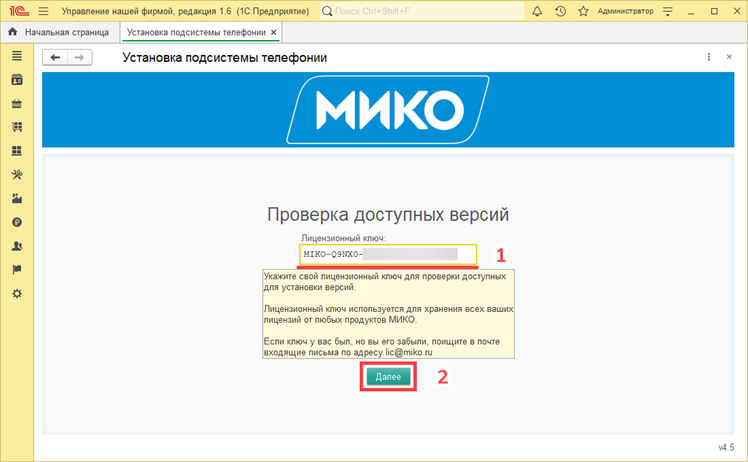 1С Управление нашей фирмой, редакция 1.6 (1С:Предприятие) Поиск Ctrl+Shift+F Администратор
Начальная страница Установка подсистемы телефонии
Установка подсистемы телефонии
МИКО
Проверка доступных версий
Лицензионный ключ:
MIKO-Q9NX0- 1
Укажите свой лицензионный ключ для проверки доступных
для установки версий.
Лицензионный ключ используется для хранения всех ваших
лицензий от любых продуктов МИКО.
Если ключ у вас был, но вы его забыли, поищите в почте
входящие письма по адресу lic@miko.ru
Далее 2
v4.5